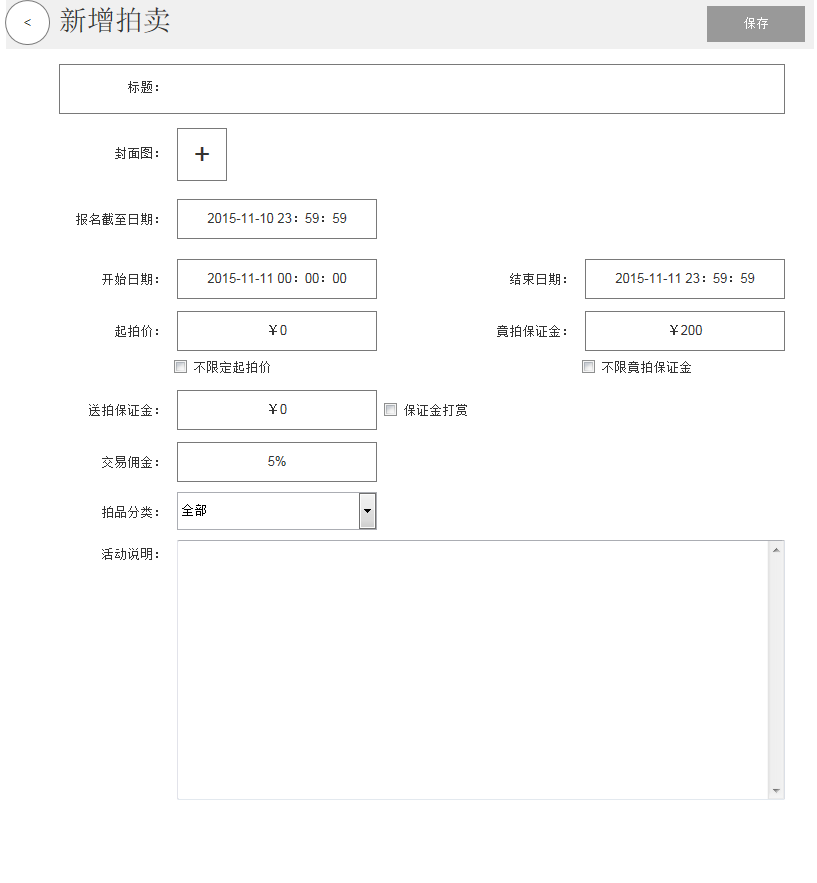 < 新增拍卖 保存
标题：
封面图： +
报名截至日期： 2015-11-10 23：59：59
开始日期： 2015-11-11 00：00：00 结束日期： 2015-11-11 23：59：59
起拍价： ￥0 竟拍保证金： ￥200
不限定起拍价 不限竟拍保证金
送拍保证金： ￥0 保证金打赏
交易佣金： 5%
拍品分类： 全部
活动说明：